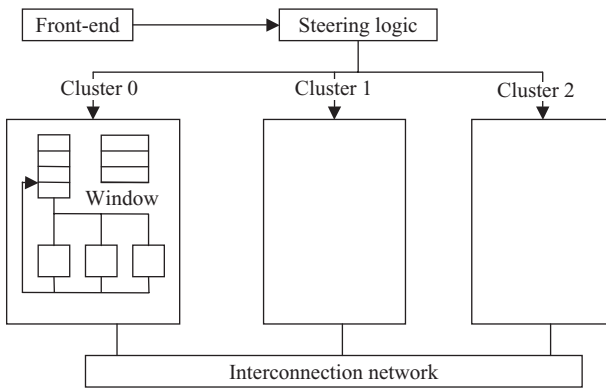 Front-end
Steering logic
Cluster 0
Cluster 1
Cluster 2
Window
Interconnection network